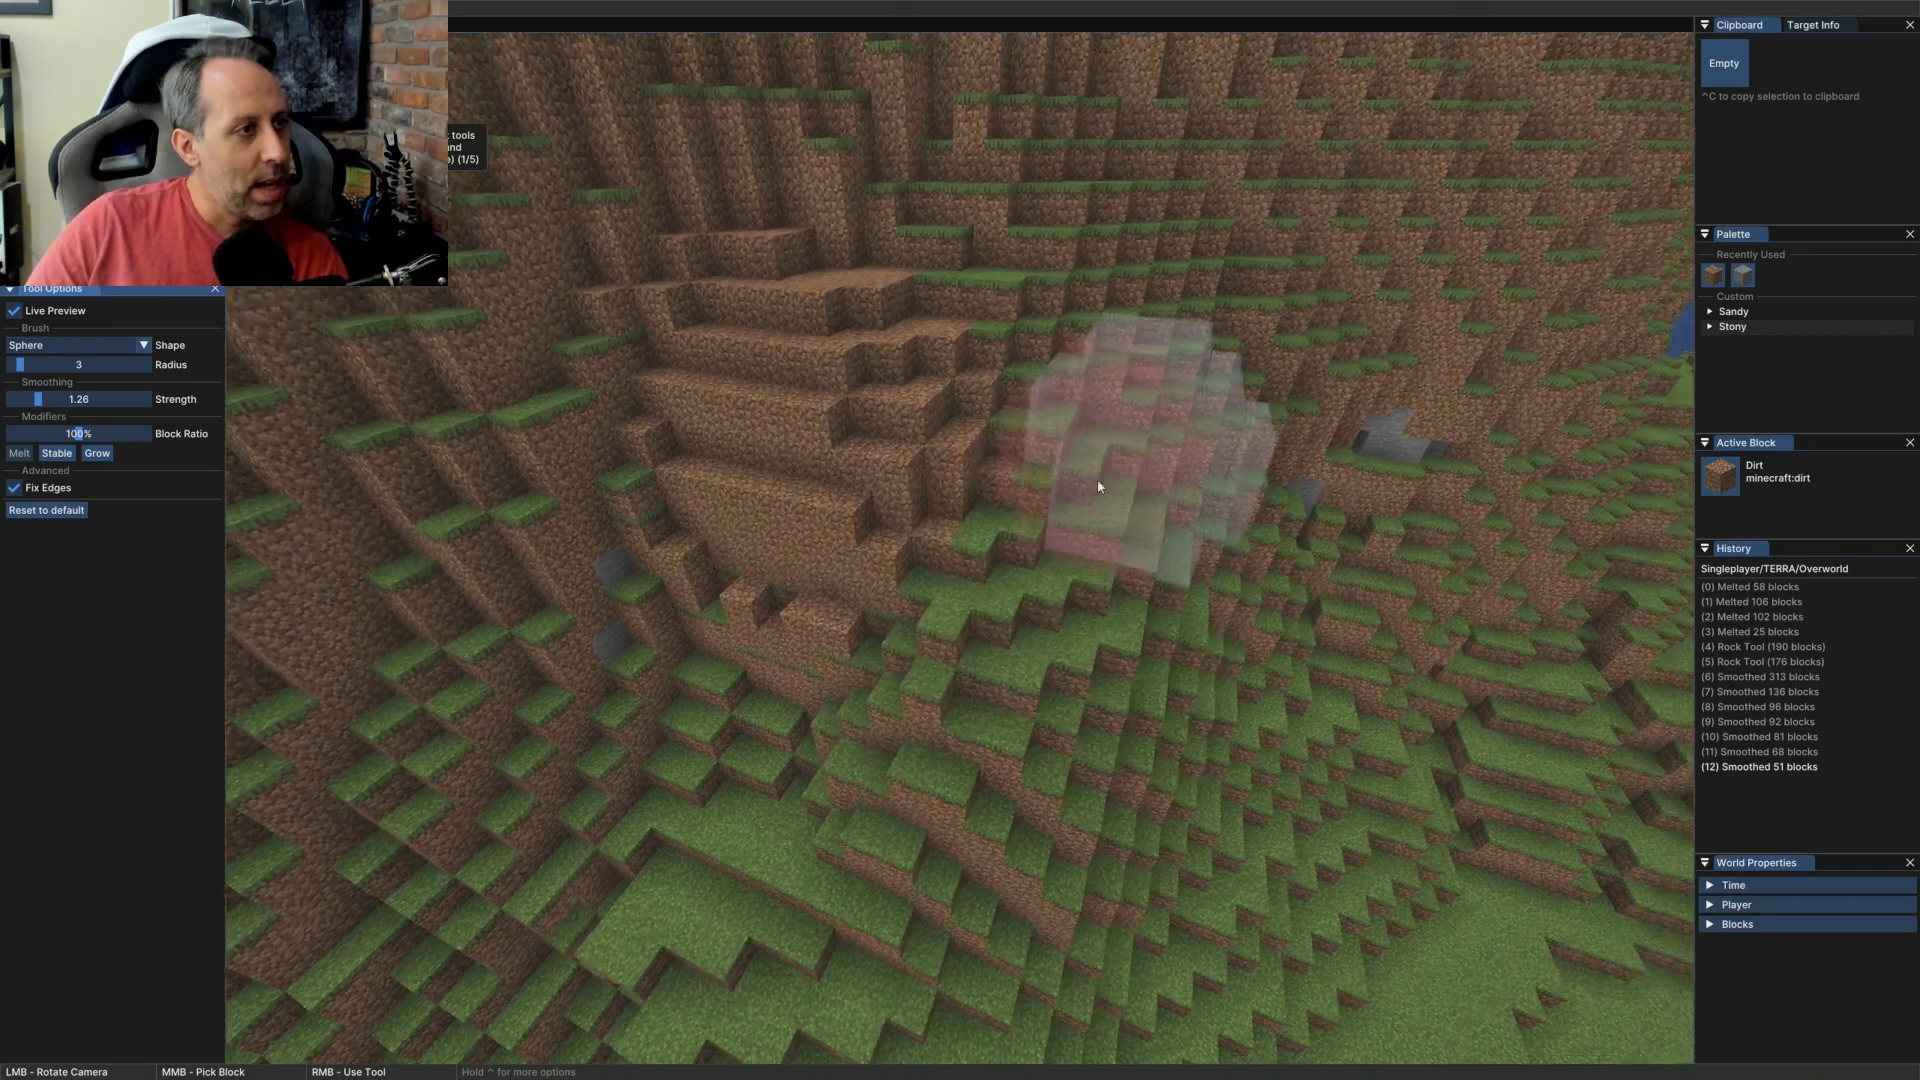 t tools
and
e) (1/5)
Tool Options
Live Preview
Brush
Sphere
Shape
3
Radius
Smoothing
1.26
Strength
Modifiers
100%
Block Ratio
Melt
Stable
Grow
Advanced
Fix Edges
Reset to default
Clipboard
Target Info
Empty
^C to copy selection to clipboard
Palette
Recently Used
Custom
Sandy
Stony
Active Block
Dirt
minecraft:dirt
History
Singleplayer/TERRA/Overworld
(0) Melted 58 blocks
(1) Melted 106 blocks
(2) Melted 102 blocks
(3) Melted 25 blocks
(4) Rock Tool (190 blocks)
(5) Rock Tool (176 blocks)
(6) Smoothed 313 blocks
(7) Smoothed 136 blocks
(8) Smoothed 96 blocks
(9) Smoothed 92 blocks
(10) Smoothed 81 blocks
(11) Smoothed 68 blocks
(12) Smoothed 51 blocks
World Properties
Time
Player
Blocks
LMB - Rotate Camera
MMB - Pick Block
RMB - Use Tool
Hold ^ for more options